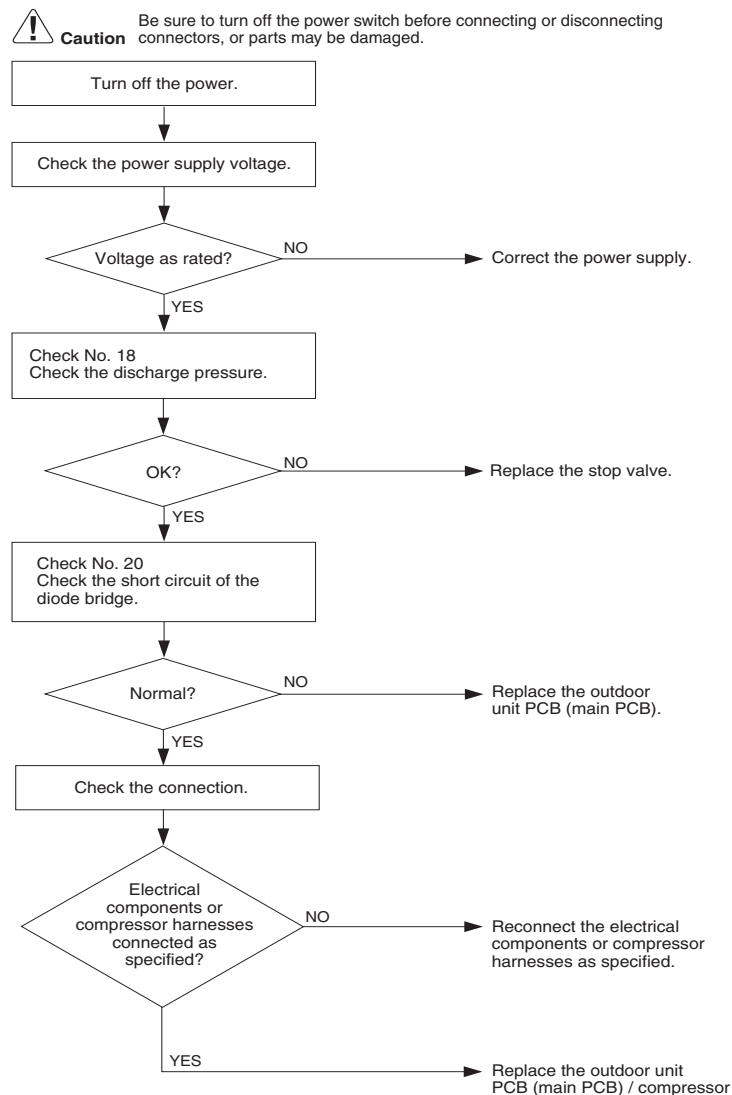 Be sure to turn off the power switch before connecting or disconnecting
Caution connectors, or parts may be damaged.
Turn off the power.
Check the power supply voltage.
Voltage as rated?
NO
Correct the power supply.
YES
Check No. 18
Check the discharge pressure.
OK?
NO
Replace the stop valve.
YES
Check No. 20
Check the short circuit of the
diode bridge.
Normal?
NO
Replace the outdoor
unit PCB (main PCB).
YES
Check the connection.
Electrical
components or
compressor harnesses
connected as
specified?
NO
Reconnect the electrical
components or compressor
harnesses as specified.
YES
Replace the outdoor unit
PCB (main PCB) / compressor